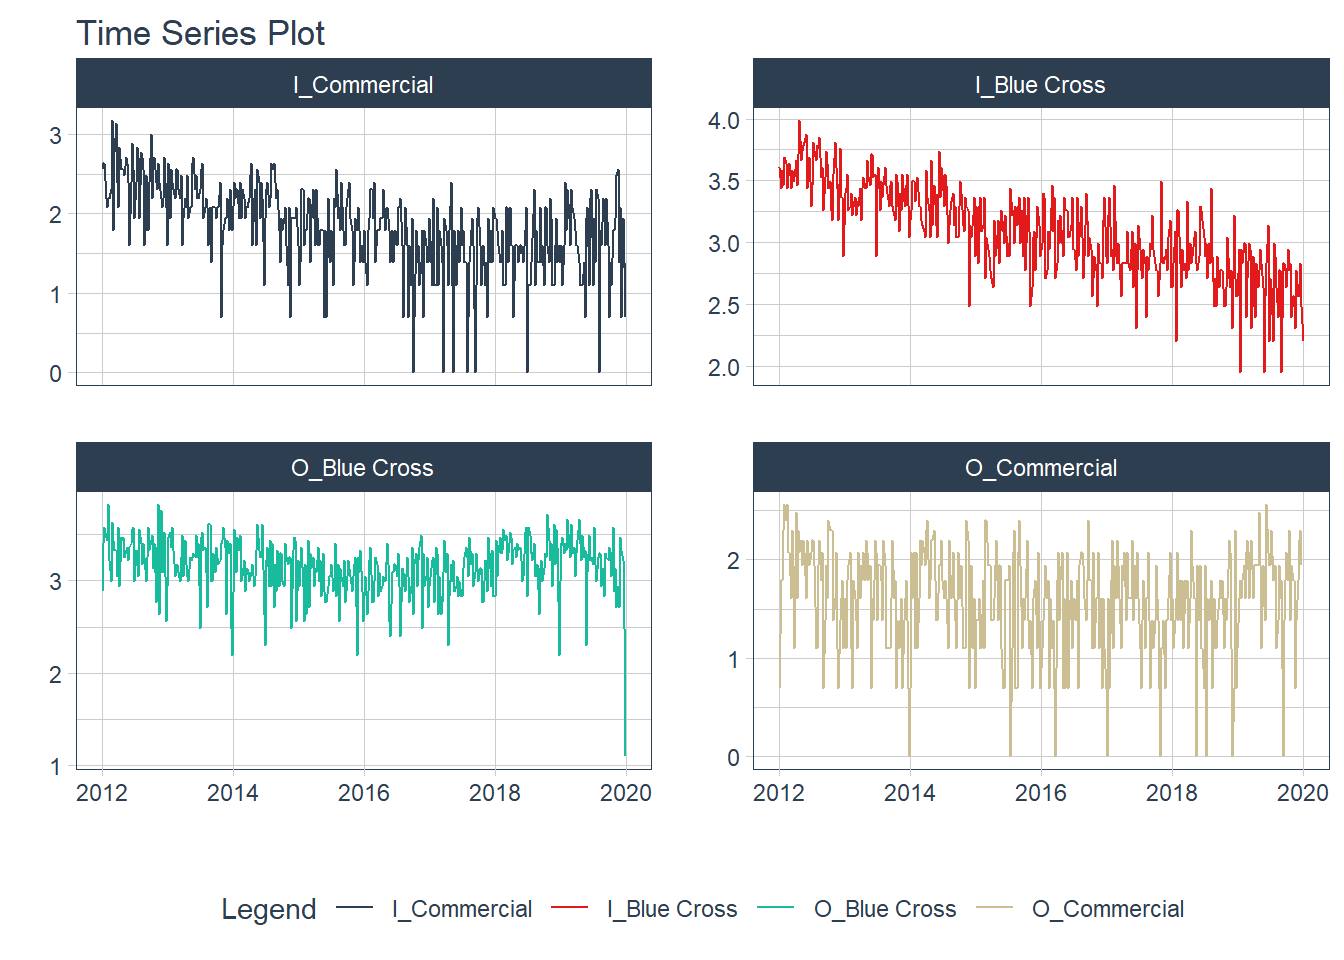 Time Series Plot
I_Commercial
I_Blue Cross
3
2
1
0
4.0
3.5
3.0
2.5
2.0
O_Blue Cross
O_Commercial
3
2
1
2
1
0
2012 2014 2016 2018 2020
2012 2014 2016 2018 2020
Legend I_Commercial I_Blue Cross O_Blue Cross O_Commercial